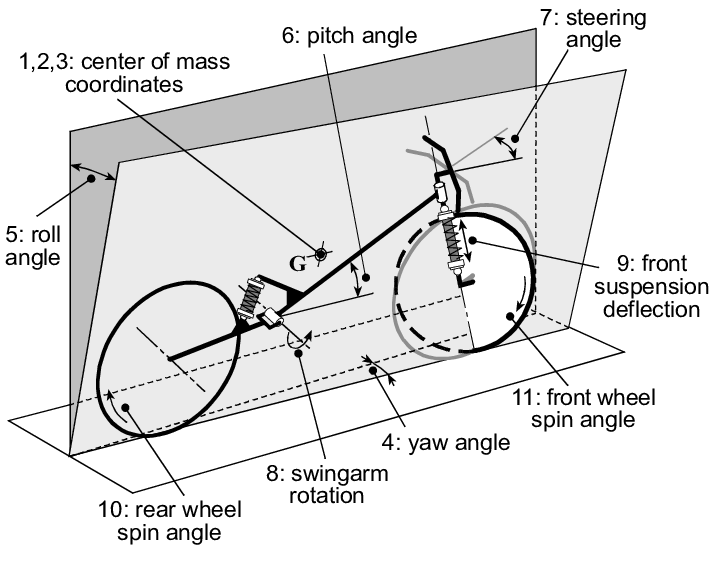 7: steering
angle
6: pitch angle
1,2,3: center of mass
coordinates
5: roll
angle
G
9: front
suspension
deflection
11: front wheel
spin angle
4: yaw angle
8: swingarm
rotation
10: rear wheel
spin angle